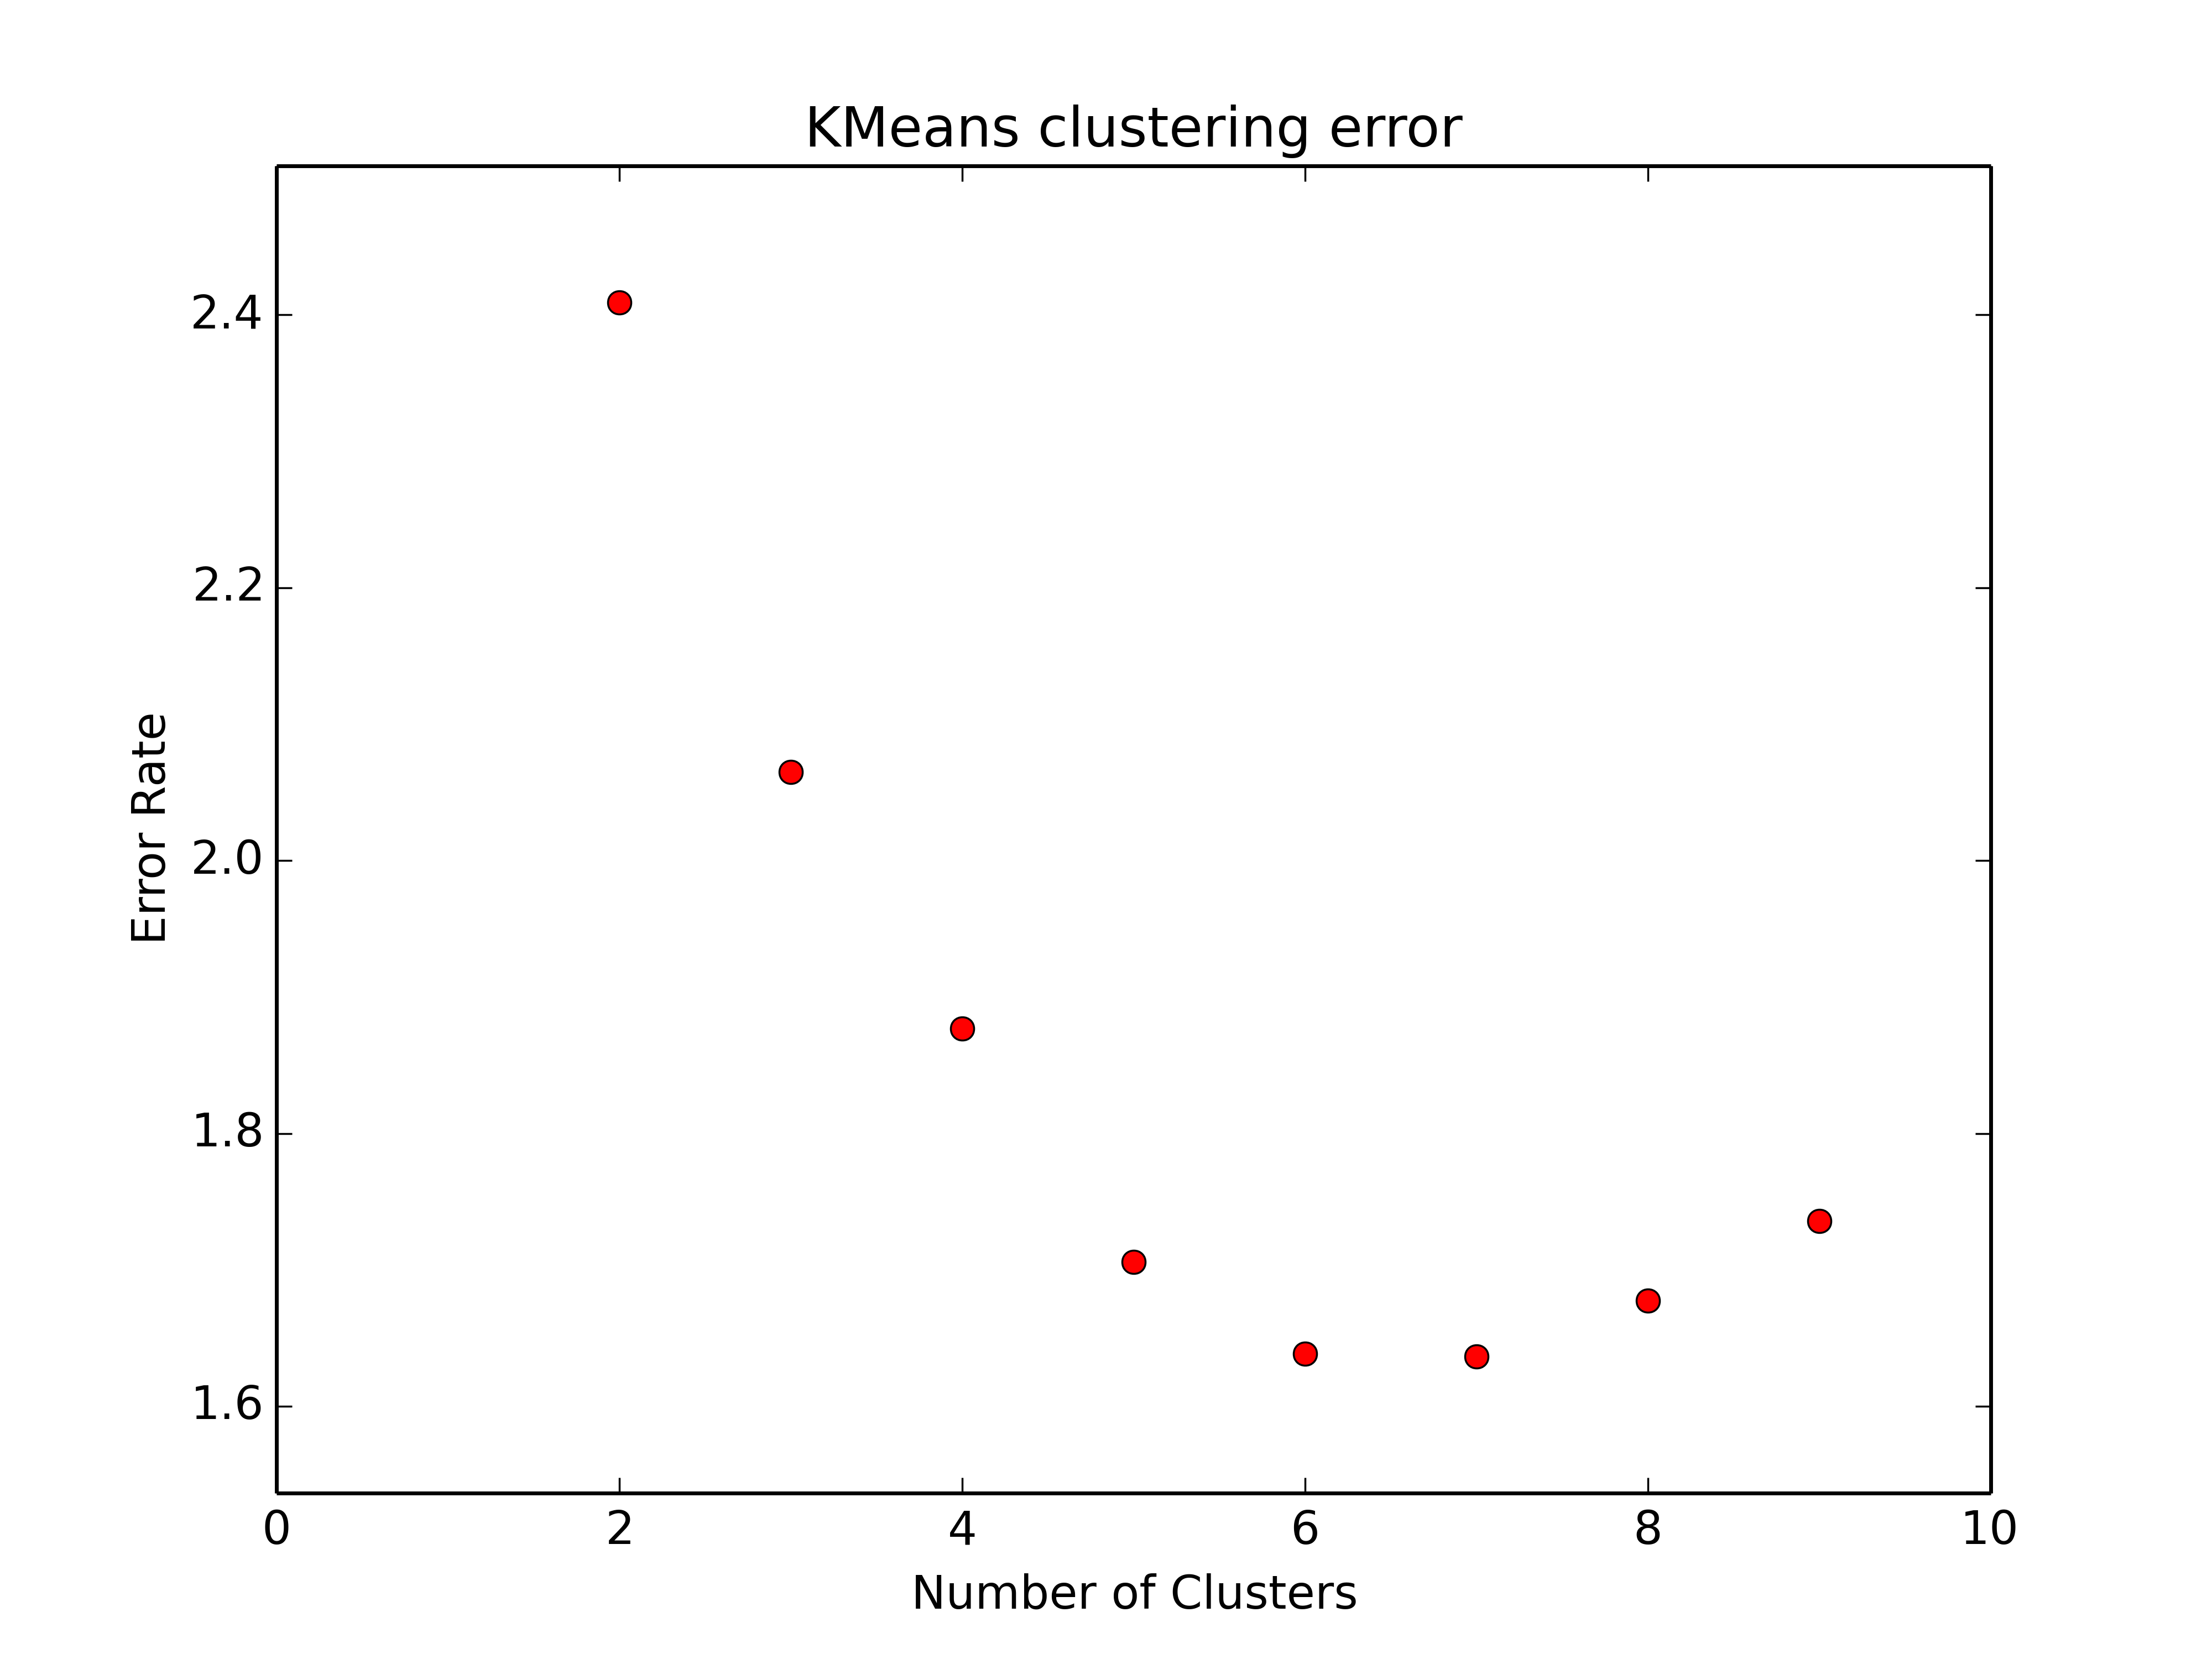 KMeans clustering error
2.4
2.2
2.0
1.8
1.6
Error Rate
0 2 4 6 8 10
Number of Clusters